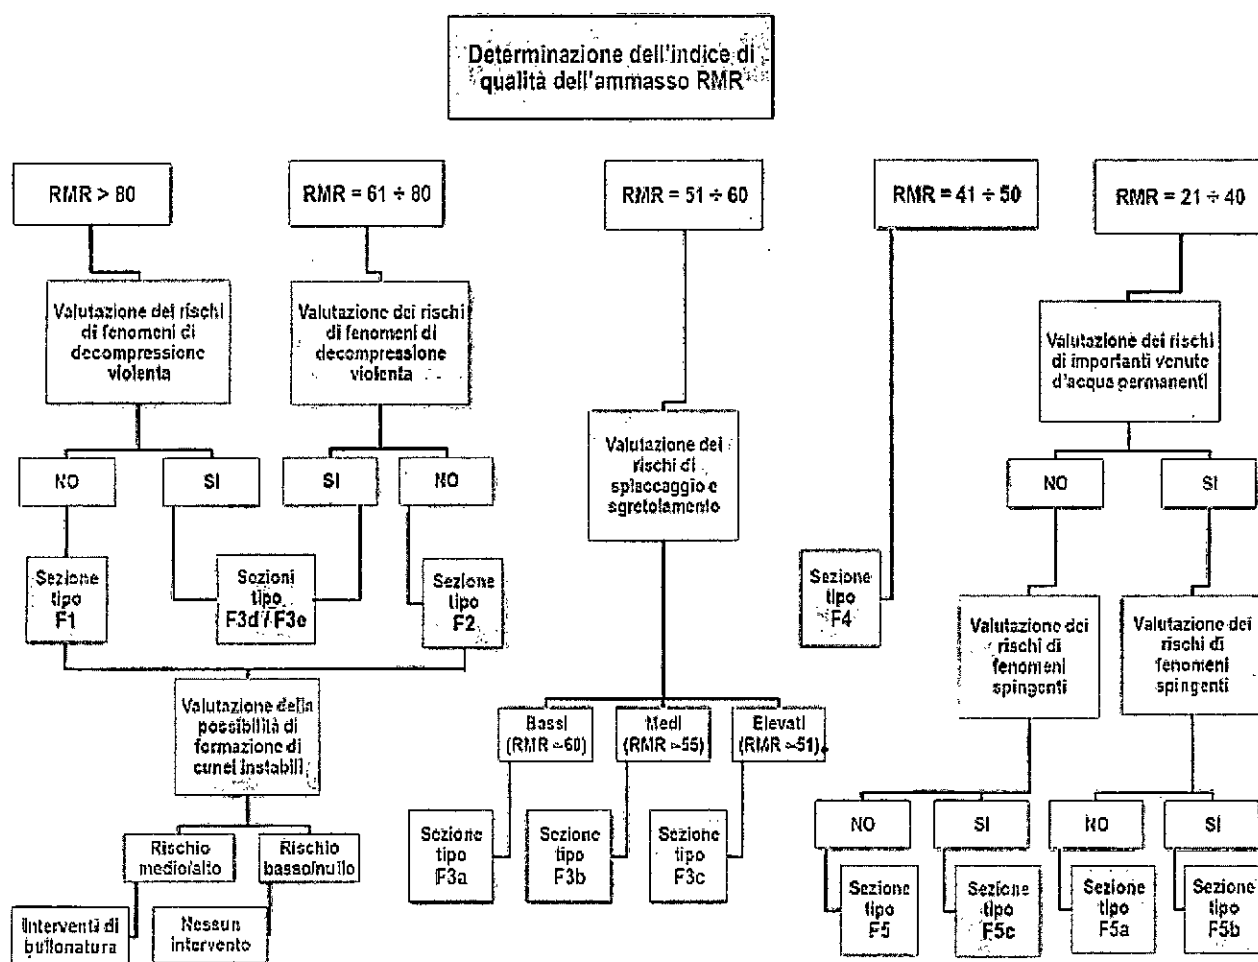 Determinazione dell'indice di
qualità dell'ammasso RMR
RMR > 80
RMR = 61 ÷ 80
RMR = 51 ÷ 60
RMR = 41 ÷ 50
RMR = 21 ÷ 40
Valutazione dei rischi
di fenomeni di
decompressione
violenta
Valutazione dei rischi
di fenomeni di
decompressione
violenta
Valutazione dei
rischi di
splaccaggio e
sgretolamento
Valutazione dei rischi
di importanti venute
d'acqua permanenti
NO
SI
SI
NO
NO
SI
Sezione
tipo
F1
Sezioni
tipo
F3d / F3e
Sezione
tipo
F2
Sezione
tipo
F4
Valutazione dei
rischi di
fenomeni
spingenti
Valutazione dei
rischi di
fenomeni
spingenti
Valutazione della
possibilità di
formazione di
cunei instabili
Bassi
(RMR ≈60)
Medi
(RMR ≈55)
Elevati
(RMR ≈51)
Rischio
medio/alto
Rischio
basso/nullo
Sezione
tipo
F3a
Sezione
tipo
F3b
Sezione
tipo
F3c
NO
SI
NO
SI
Interventi di
bullonatura
Nessun
intervento
Sezione
tipo
F5
Sezione
tipo
F5c
Sezione
tipo
F5a
Sezione
tipo
F5b